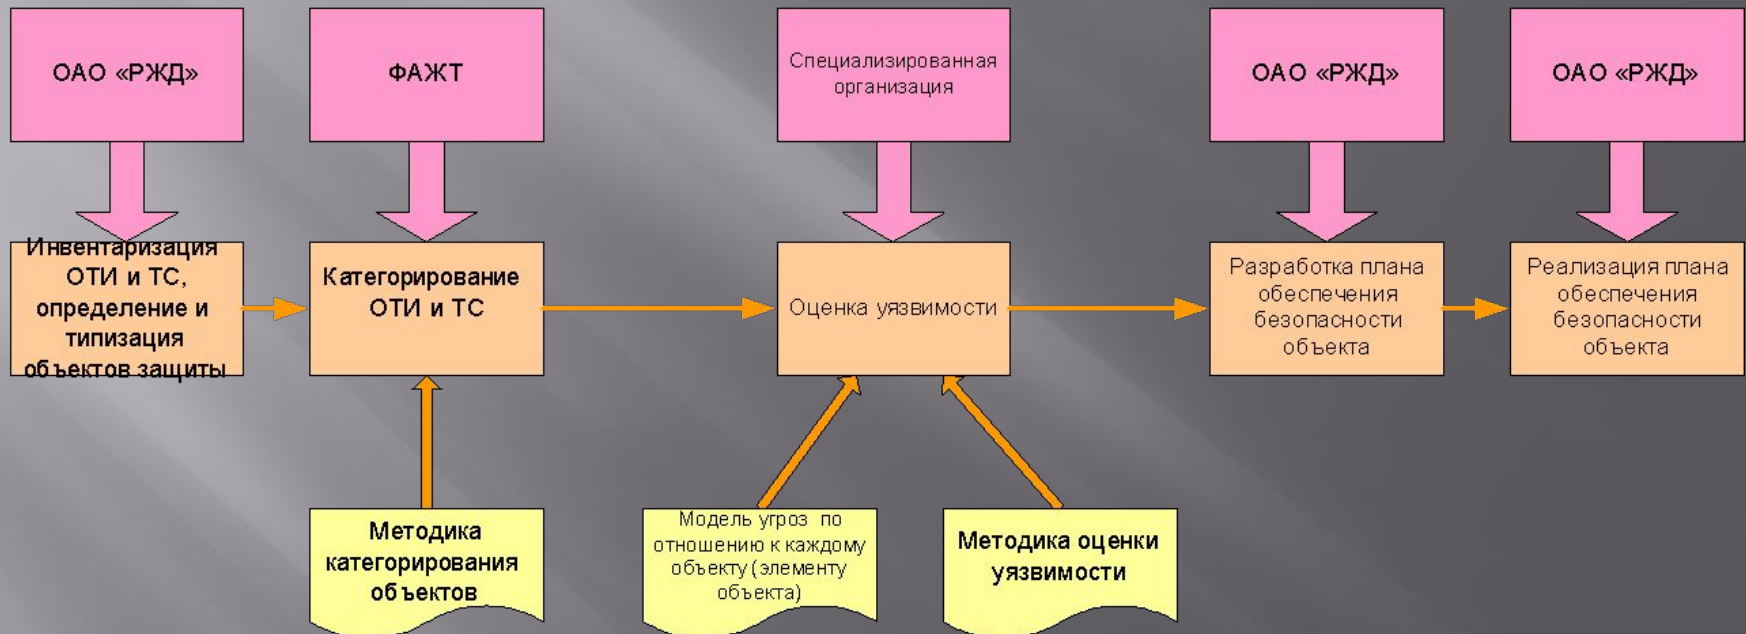 ОАО «РЖД»
ФАЖТ
Специализированная
организация
ОАО «РЖД»
ОАО «РЖД»
Инвентаризация
ОТИ и ТС,
определение и
типизация
объектов защиты
Категорирование
ОТИ и ТС
Оценка уязвимости
Разработка плана
обеспечения
безопасности
объекта
Реализация плана
обеспечения
безопасности
объекта
Методика
категорирования
объектов
Модель угроз по
отношению к каждому
объекту (элементу
объекта)
Методика оценки
уязвимости